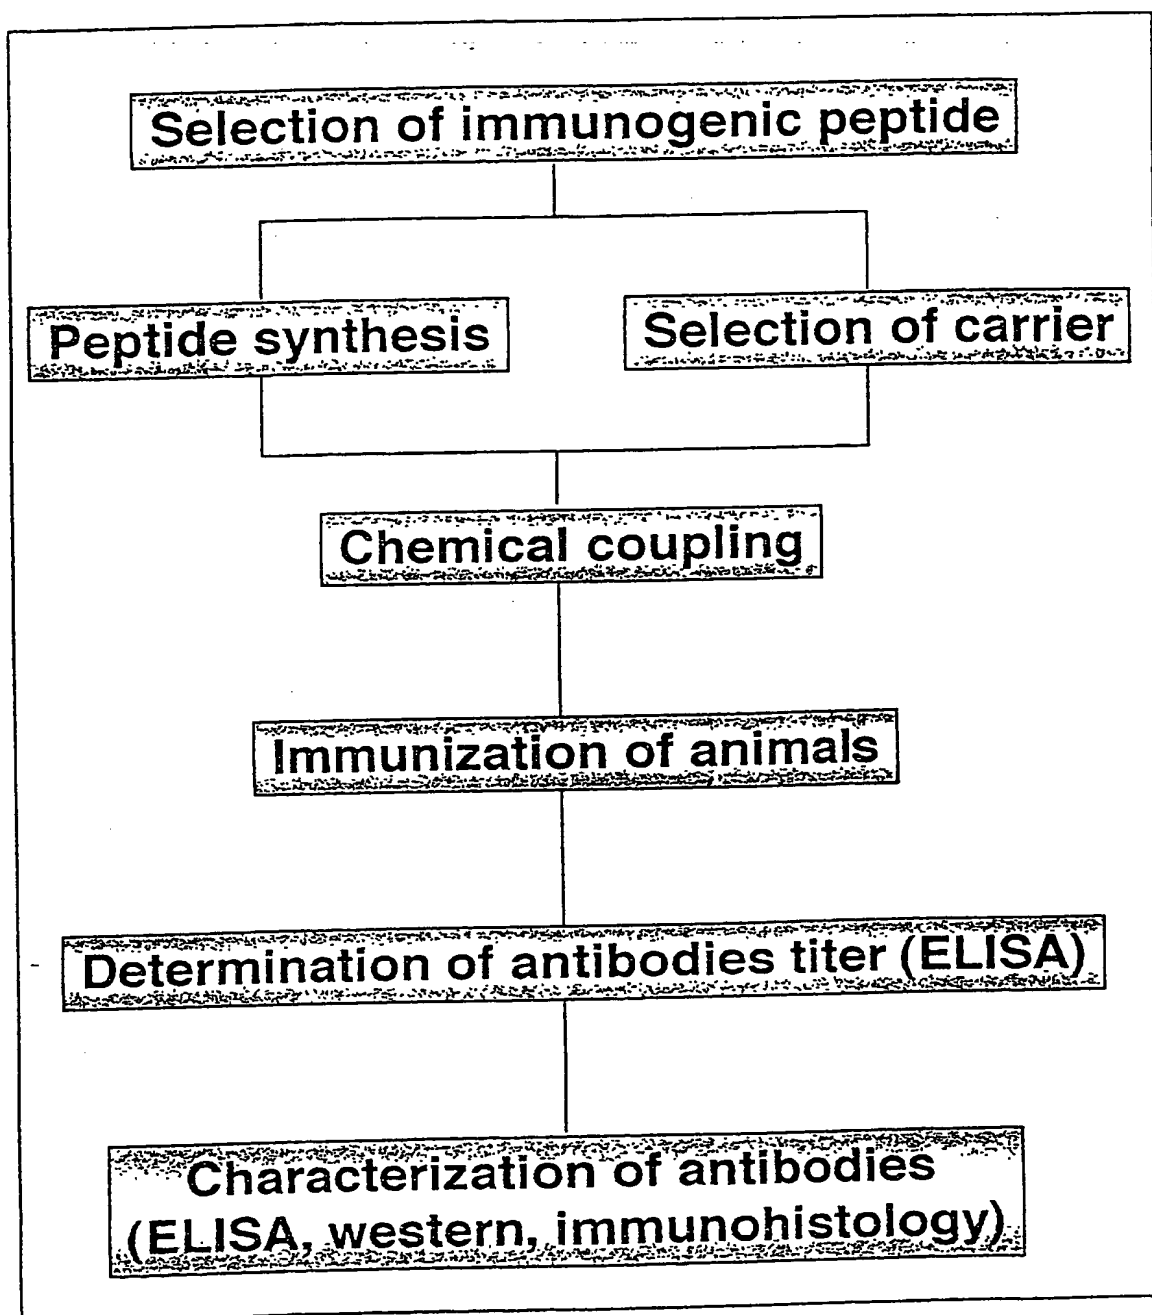 Selection of immunogenic peptide
Peptide synthesis
Selection of carrier
Chemical coupling
Immunization of animals
Determination of antibodies titer (ELISA)
Characterization of antibodies
(ELISA, western, immunohistology)